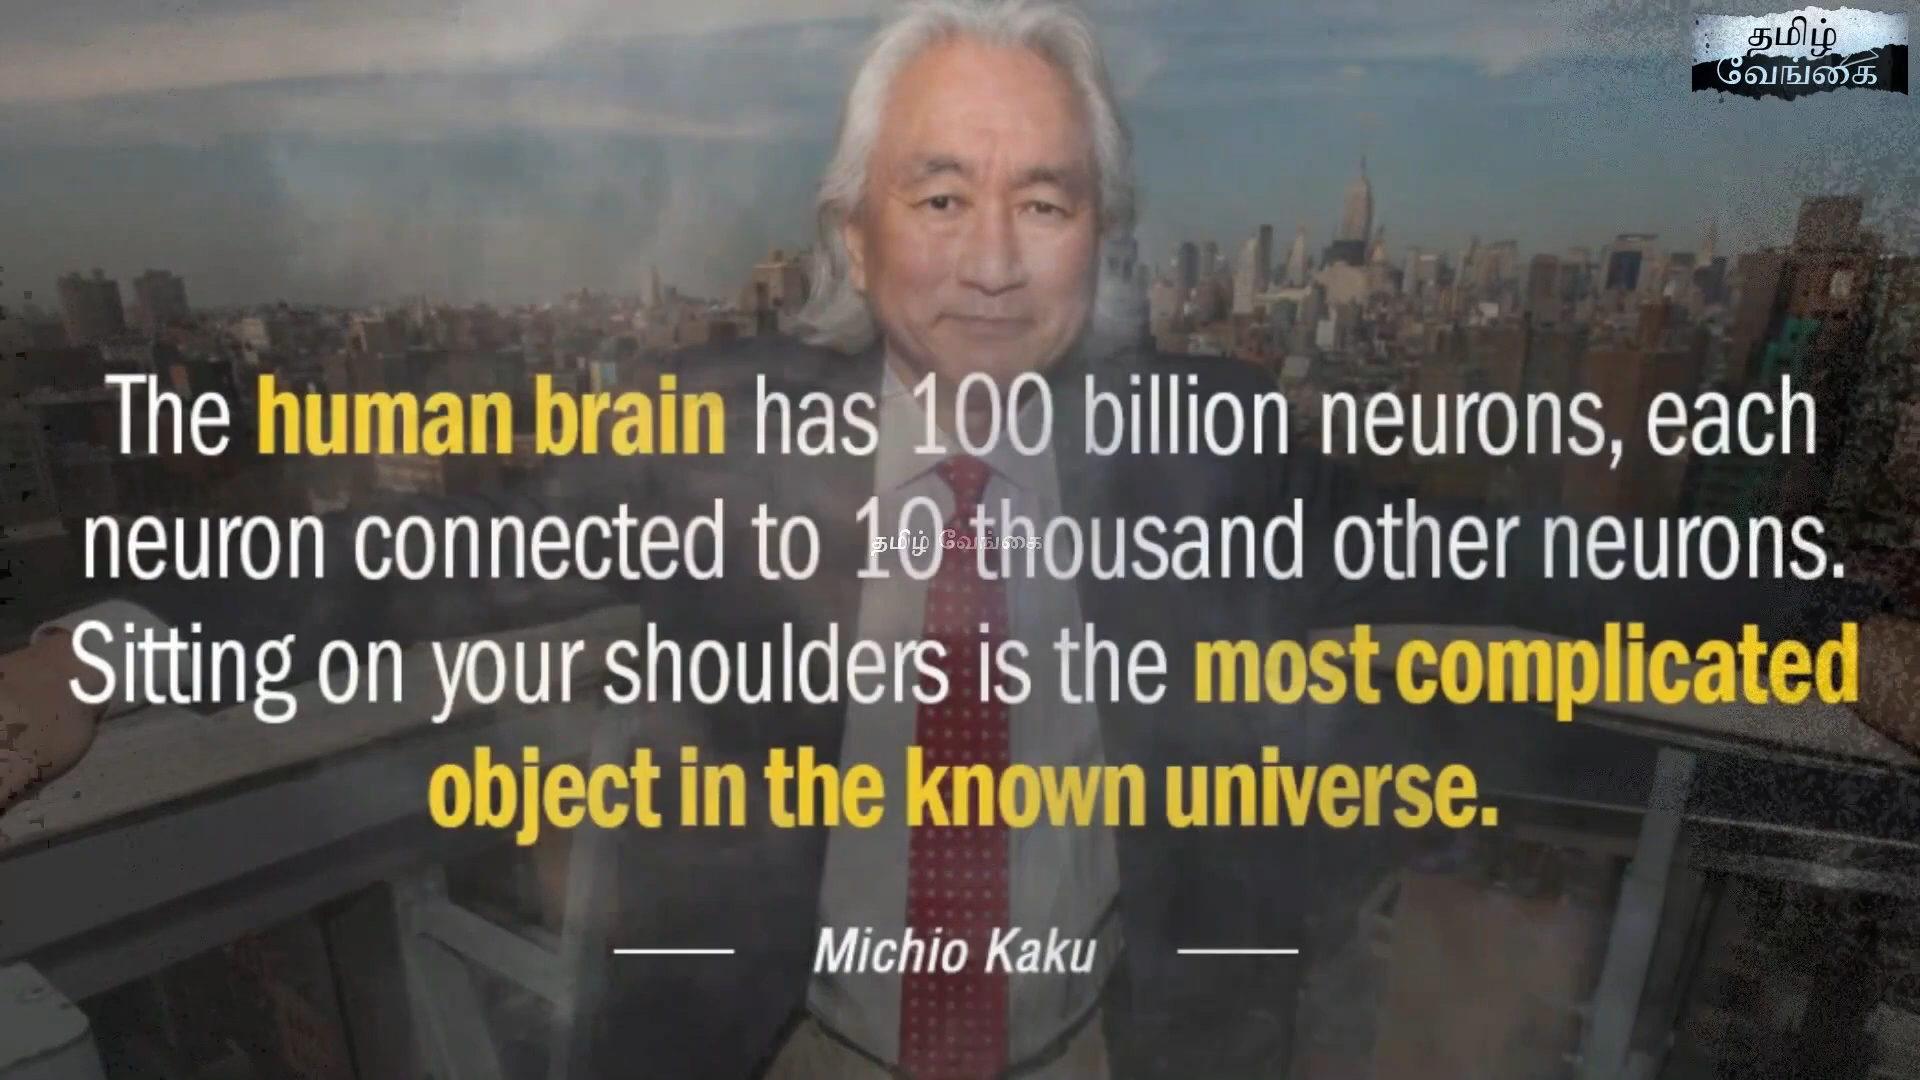 தமிழ்
வேங்கை
The human brain has 100 billion neurons, each
neuron connected to 10 thousand other neurons.
தமிழ் வேங்கை
Sitting on your shoulders is the most complicated
object in the known universe.
Michio Kaku